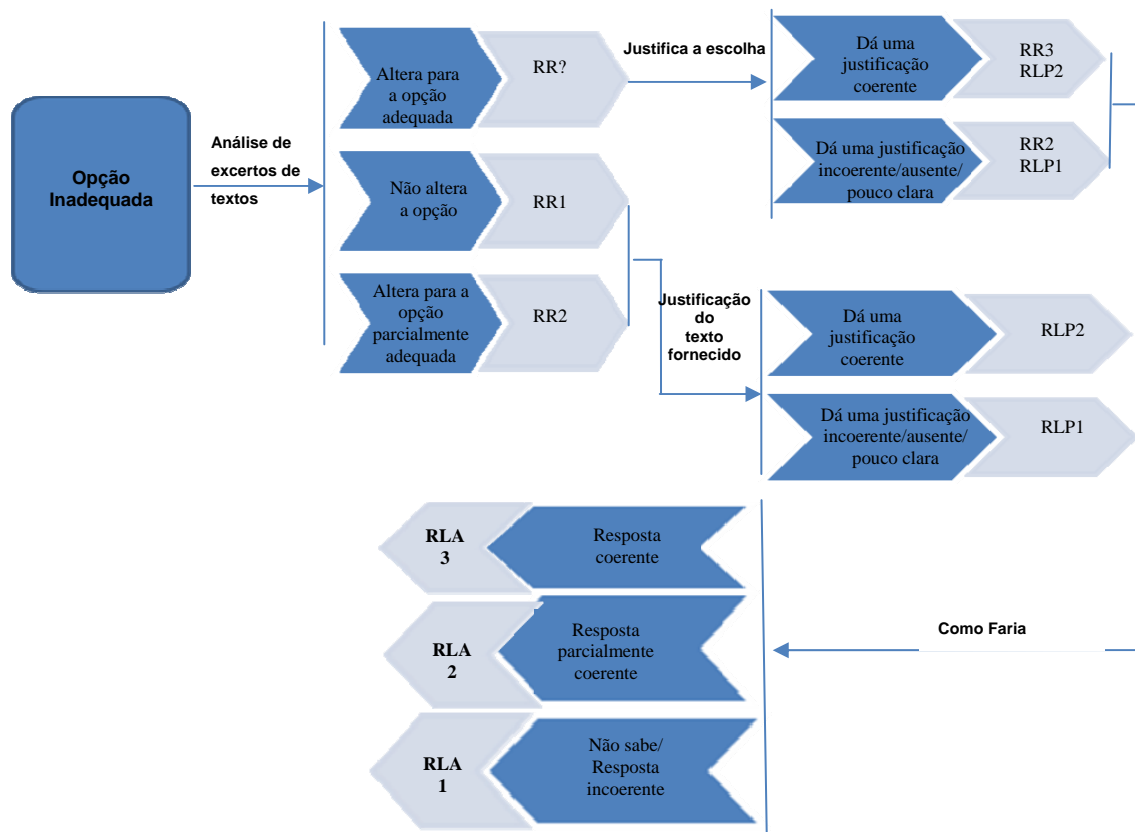 Opção
Inadequada
Análise de
excertos de
textos
Altera para
a opção
adequada
RR?
Não altera
a opção
RR1
Altera para a
opção
parcialmente
adequada
RR2
Justifica a escolha
Dá uma
justificação
coerente
RR3
RLP2
Dá uma justificação
incoerente/ausente/
pouco clara
RR2
RLP1
Justificação
do
texto
fornecido
Dá uma
justificação
coerente
RLP2
Dá uma justificação
incoerente/ausente/
pouco clara
RLP1
Como Faria
Resposta
coerente
RLA
3
Resposta
parcialmente
coerente
RLA
2
Não sabe/
Resposta
incoerente
RLA
1